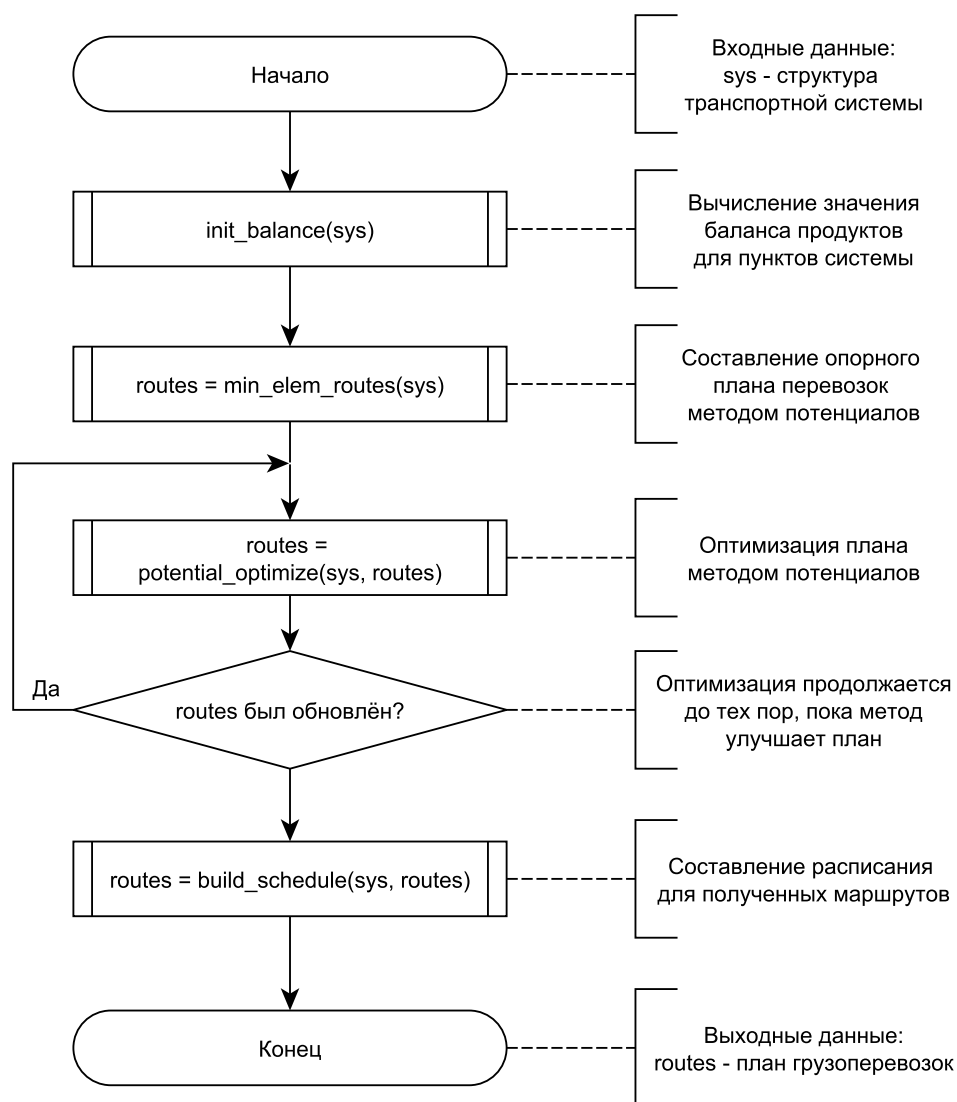 Начало
Входные данные:
sys - структура
транспортной системы
init_balance(sys)
Вычисление значения
баланса продуктов
для пунктов системы
routes = min_elem_routes(sys)
Составление опорного
плана перевозок
методом потенциалов
routes =
potential_optimize(sys, routes)
Оптимизация плана
методом потенциалов
Да
routes был обновлён?
Оптимизация продолжается
до тех пор, пока метод
улучшает план
routes = build_schedule(sys, routes)
Составление расписания
для полученных маршрутов
Конец
Выходные данные:
routes - план грузоперевозок